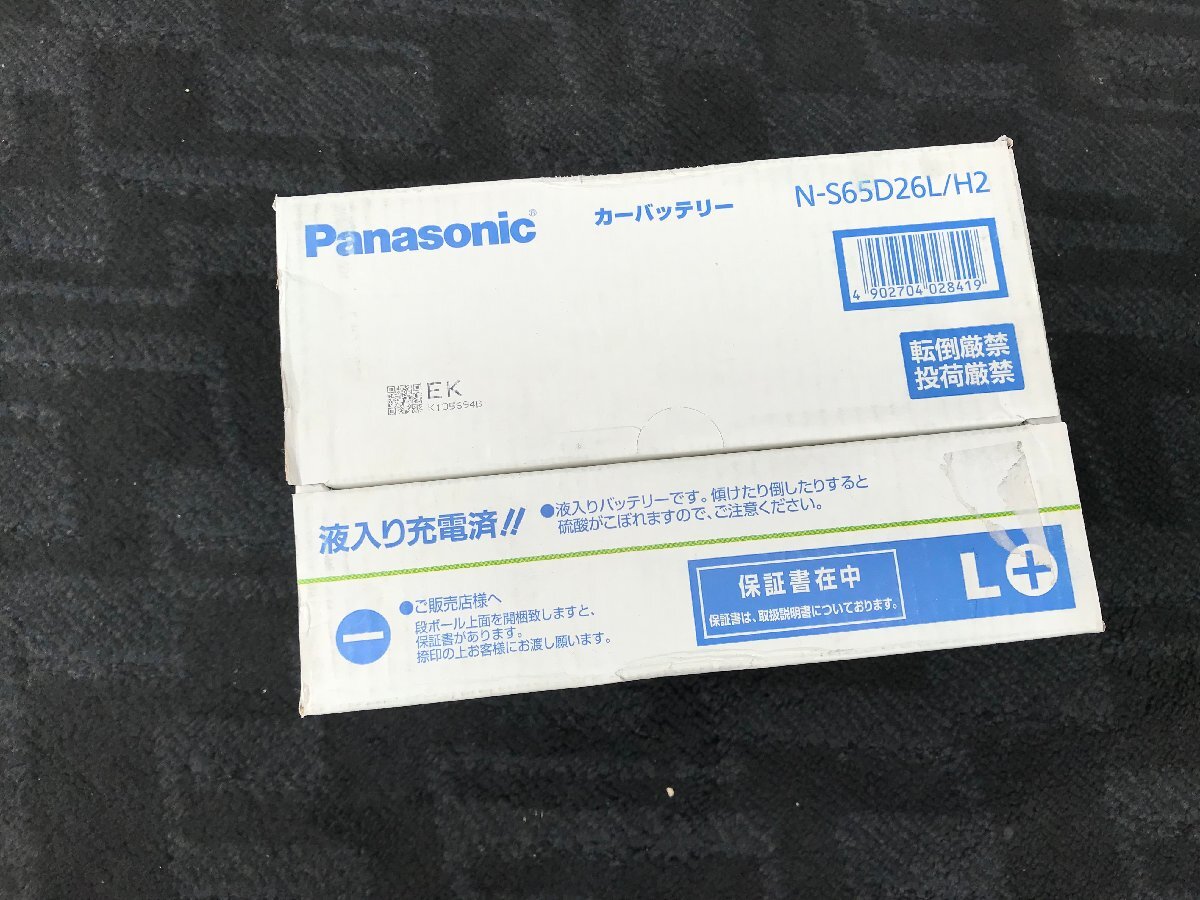 Panasonic®
カーバッテリー
N-S65D26L/H2
4 902704 028419
転倒厳禁
投荷厳禁
EK
K105694B
液入り充電済!!
●液入りバッテリーです。傾けたり倒したりすると
硫酸がこぼれますので、ご注意ください。
●ご販売店様へ
段ボール上面を開梱致しますと、
保証書があります。
捺印の上お客様にお渡し願います。
保証書在中
保証書は、取扱説明書についております。
L+
−